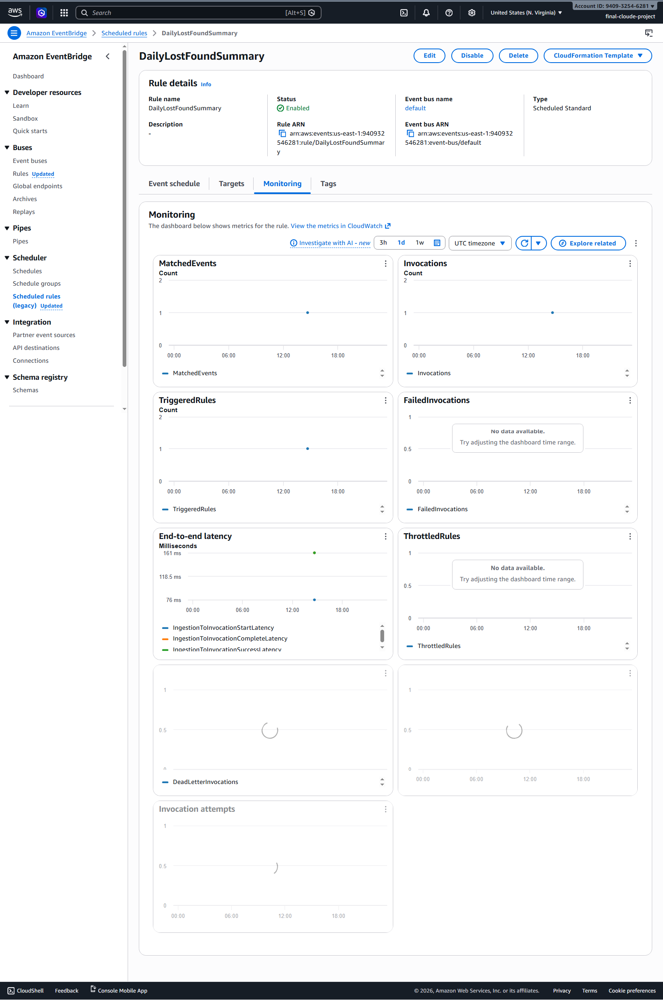 aws
Search
[Alt+S]
United States (N. Virginia)
Account ID: 9409-3254-6281
final-cloude-project
Amazon EventBridge
Scheduled rules
DailyLostFoundSummary
Amazon EventBridge
Dashboard
Developer resources
Learn
Sandbox
Quick starts
Buses
Event buses
Rules Updated
Global endpoints
Archives
Replays
Pipes
Pipes
Scheduler
Schedules
Schedule groups
Scheduled rules
(legacy) Updated
Integration
Partner event sources
API destinations
Connections
Schema registry
Schemas
DailyLostFoundSummary
Edit
Disable
Delete
CloudFormation Template
Rule details Info
Rule name
DailyLostFoundSummary
Description
-
Status
Enabled
Rule ARN
arn:aws:events:us-east-1:940932
546281:rule/DailyLostFoundSummar
y
Event bus name
default
Event bus ARN
arn:aws:events:us-east-1:940932
546281:event-bus/default
Type
Scheduled Standard
Event schedule
Targets
Monitoring
Tags
Monitoring
The dashboard below shows metrics for the rule. View the metrics in CloudWatch
Investigate with AI - new
3h
1d
1w
UTC timezone
Explore related
MatchedEvents
Count
2
1
0
00:00 06:00 12:00 18:00
MatchedEvents
Invocations
Count
2
1
0
00:00 06:00 12:00 18:00
Invocations
TriggeredRules
Count
2
1
0
00:00 06:00 12:00 18:00
TriggeredRules
FailedInvocations
1
No data available.
Try adjusting the dashboard time range.
0.5
0
00:00 06:00 12:00 18:00
FailedInvocations
End-to-end latency
Milliseconds
161 ms
118.5 ms
76 ms
00:00 06:00 12:00 18:00
IngestionToInvocationStartLatency
IngestionToInvocationCompleteLatency
IngestionToInvocationSuccessLatency
ThrottledRules
1
No data available.
Try adjusting the dashboard time range.
0.5
0
00:00 06:00 12:00 18:00
ThrottledRules
1
0.5
0
DeadLetterInvocations
1
0.5
0
00:00 06:00 12:00 18:00
Invocation attempts
1
0.5
0
00:00 06:00 12:00 18:00
CloudShell
Feedback
Console Mobile App
© 2026, Amazon Web Services, Inc. or its affiliates.
Privacy
Terms
Cookie preferences